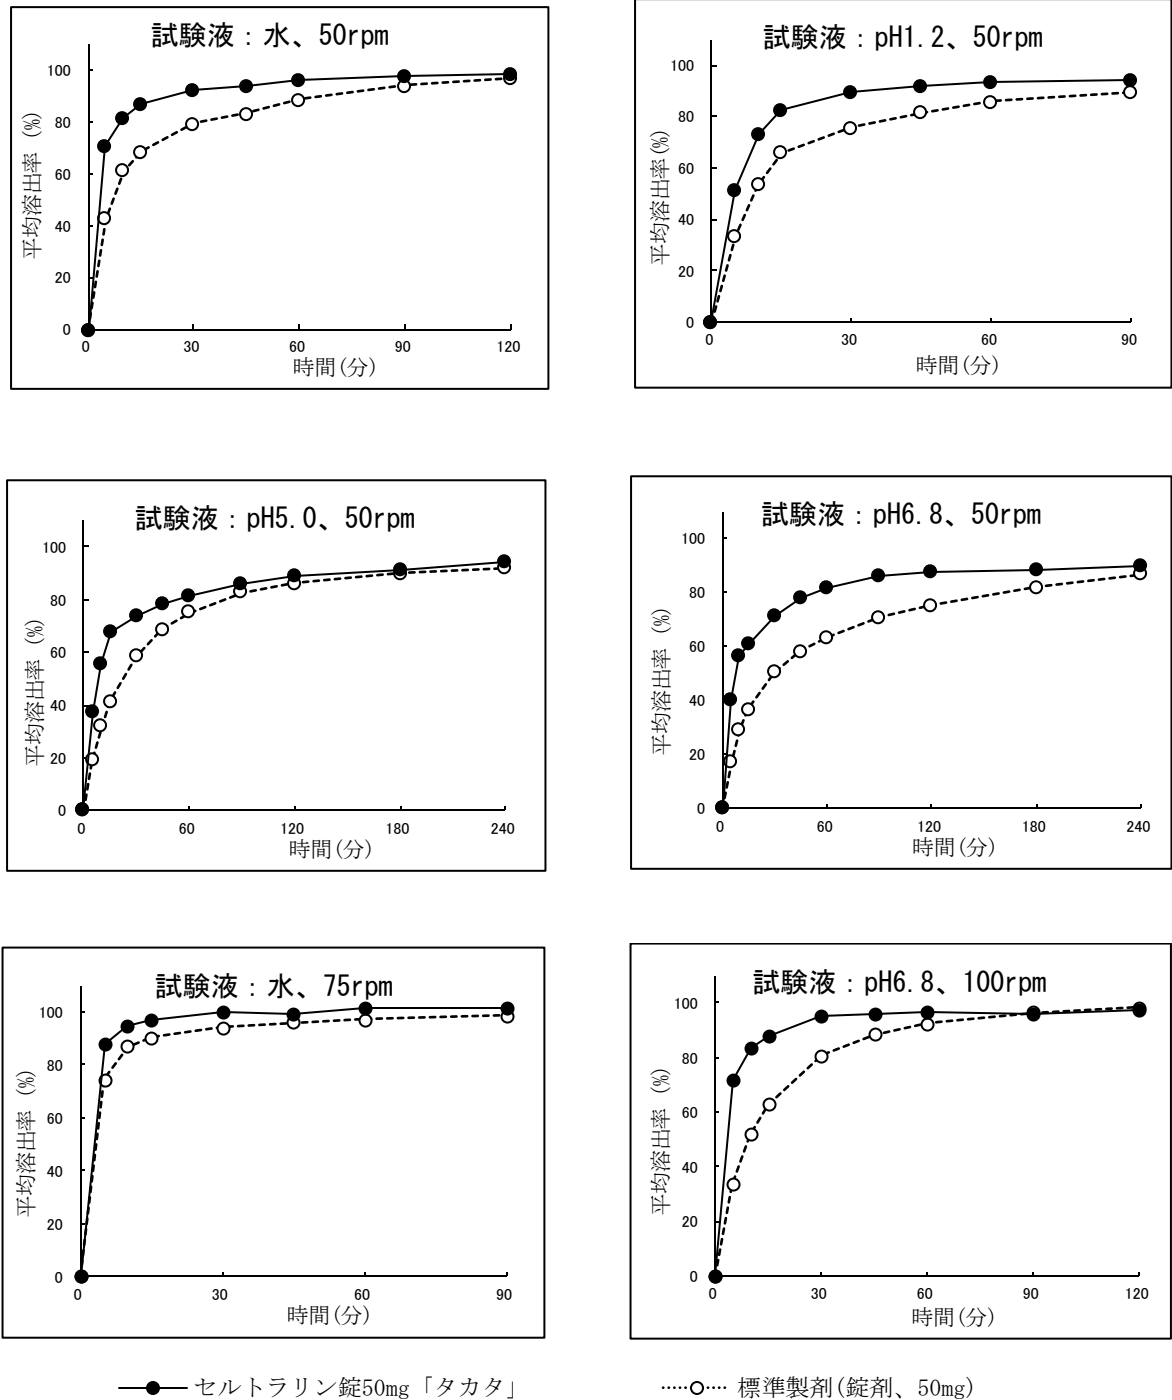 試験液：水、50rpm
平均溶出率 (%)
100
80
60
40
20
0
0 30 60 90 120
時間(分)
試験液：pH1.2、50rpm
平均溶出率(%)
100
80
60
40
20
0
0 30 60 90
時間(分)
試験液：pH5.0、50rpm
平均溶出率 (%)
100
80
60
40
20
0
0 60 120 180 240
時間(分)
試験液：pH6.8、50rpm
平均溶出率 (%)
100
80
60
40
20
0
0 60 120 180 240
時間(分)
試験液：水、75rpm
平均溶出率 (%)
100
80
60
40
20
0
0 30 60 90
時間(分)
試験液：pH6.8、100rpm
平均溶出率 (%)
100
80
60
40
20
0
0 30 60 90 120
時間(分)
セルトラリン錠50mg「タカタ」
標準製剤(錠剤、50mg)